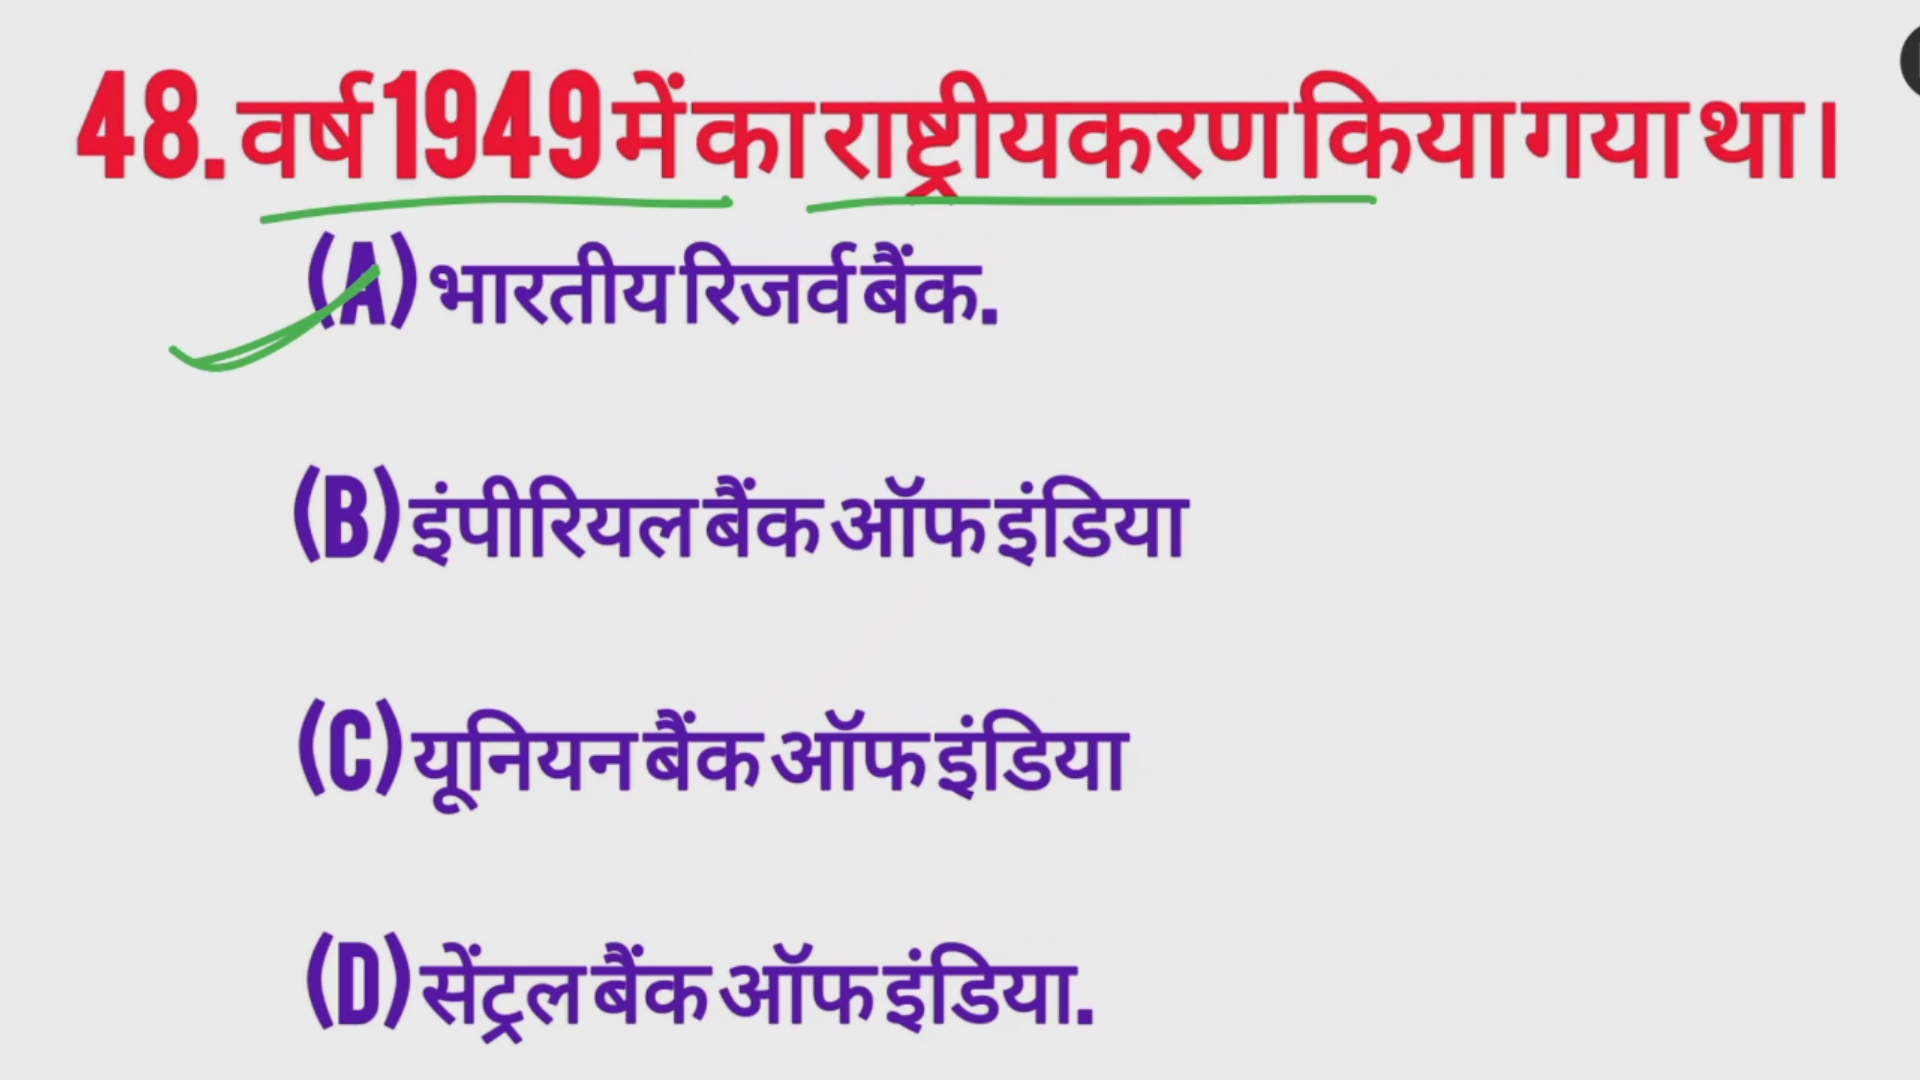 48. वर्ष 1949 में का राष्ट्रीयकरण किया गया था।
(A) भारतीय रिजर्व बैंक.
(B) इंपीरियल बैंक ऑफ इंडिया
(C) यूनियन बैंक ऑफ इंडिया
(D) सेंट्रल बैंक ऑफ इंडिया.